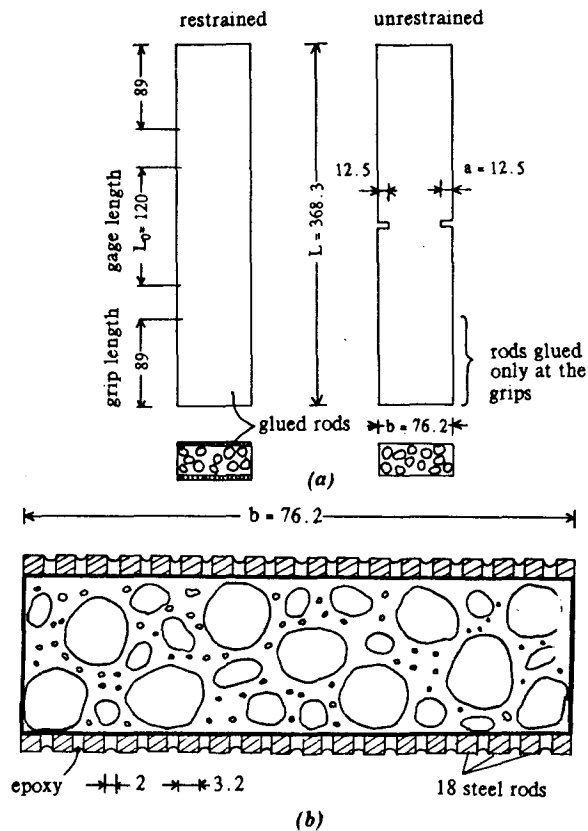 restrained
unrestrained
89
gage length
L₀= 120
grip length
89
L = 368.3
12.5
a = 12.5
rods glued
only at the
grips
b = 76.2
glued rods
(a)
b = 76.2
epoxy
2
3.2
18 steel rods
(b)